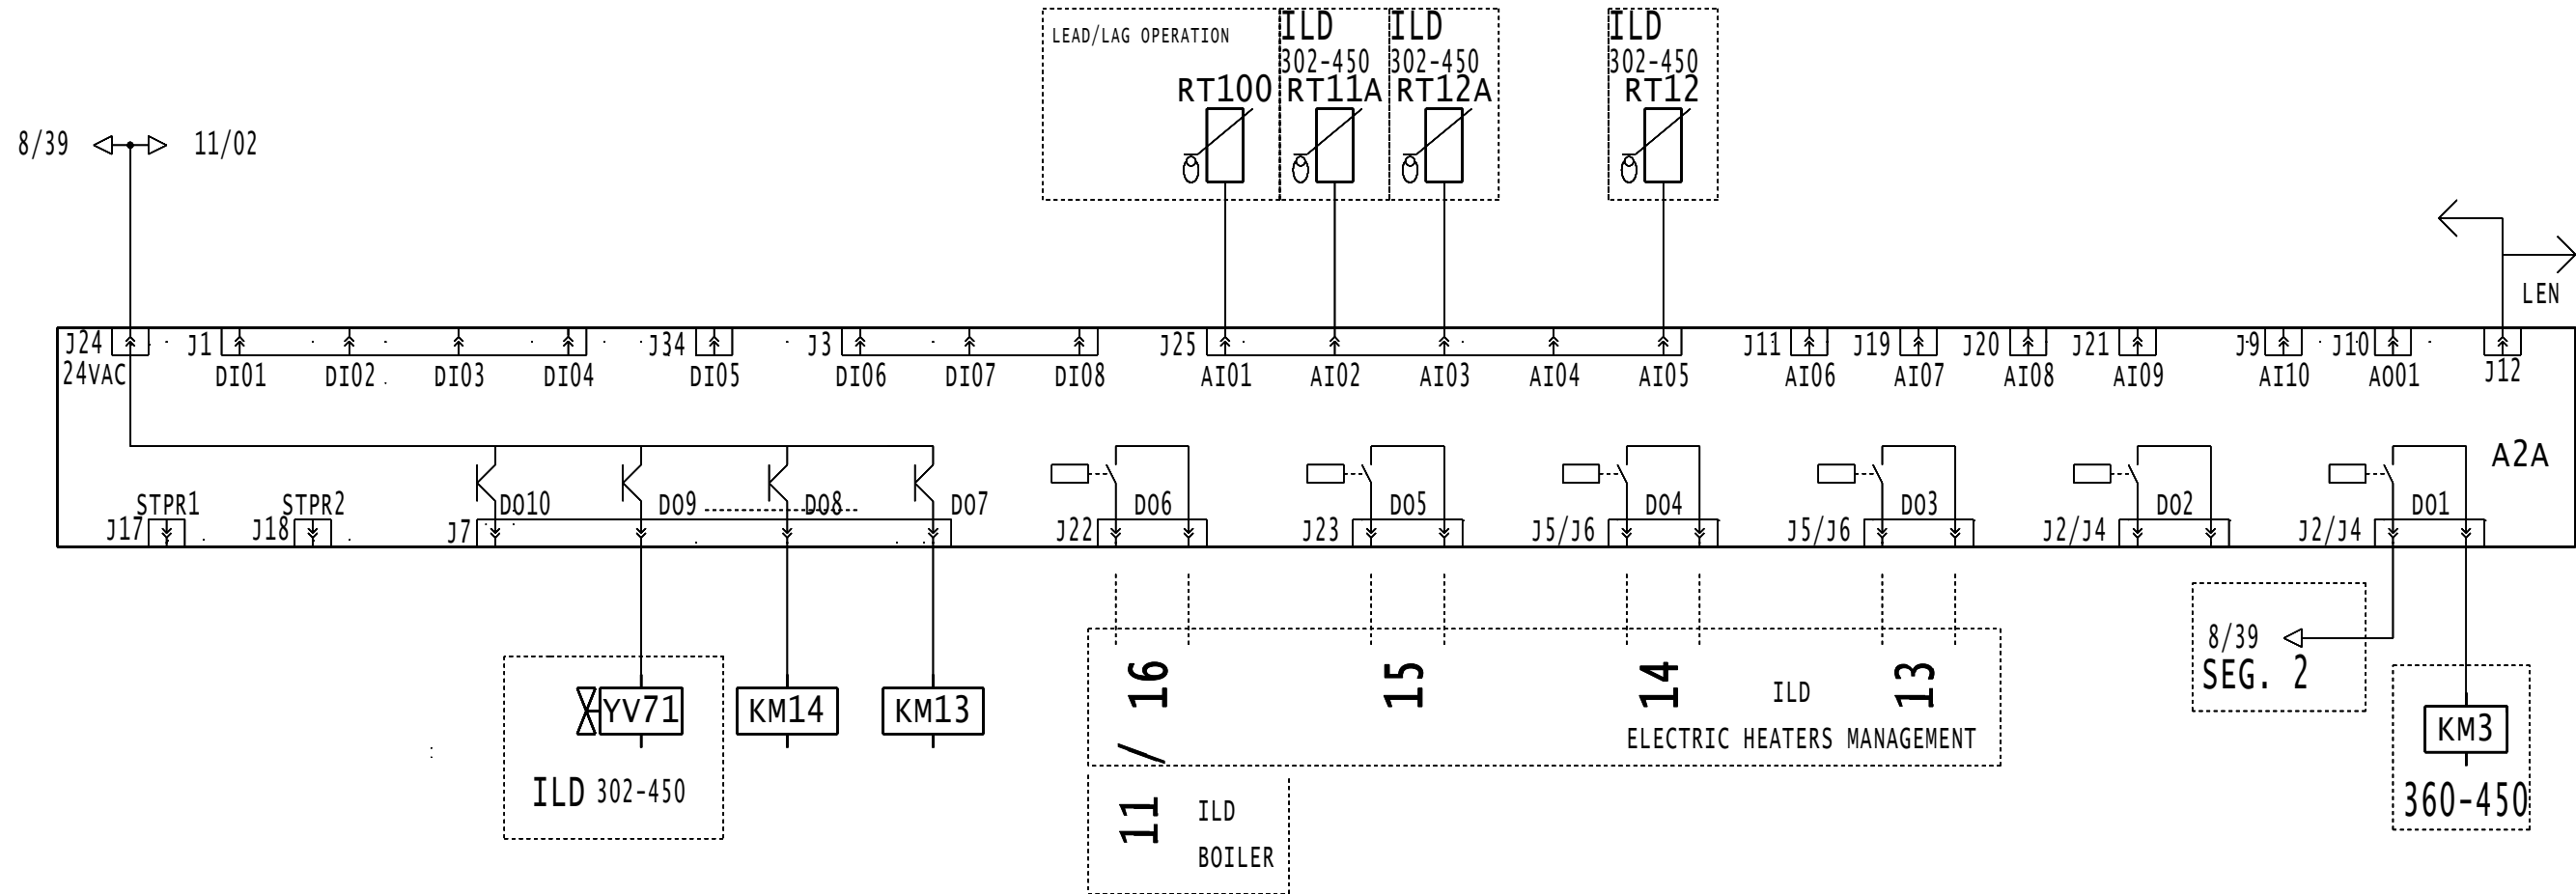 LEAD/LAG OPERATION
RT100
ILD
302-450
RT11A
ILD
302-450
RT12A
ILD
302-450
RT12
8/39
11/02
LEN
J24
24VAC
J1
DI01
DI02
DI03
DI04
J34
DI05
J3
DI06
DI07
DI08
J25
AI01
AI02
AI03
AI04
AI05
J11
AI06
J19
AI07
J20
AI08
J21
AI09
J9
AI10
J10
AO01
J12
A2A
J17
STPR1
J18
STPR2
J7
DO10
DO9
DO8
DO7
J22
DO6
J23
DO5
J5/J6
DO4
J5/J6
DO3
J2/J4
DO2
J2/J4
DO1
YV71
ILD 302-450
KM14
KM13
11 / 16
15
14
13
ILD
ELECTRIC HEATERS MANAGEMENT
ILD
BOILER
8/39
SEG. 2
KM3
360-450